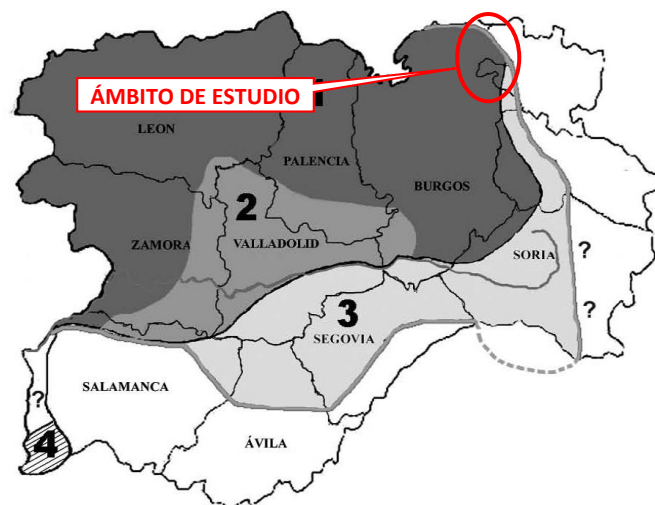 ÁMBITO DE ESTUDIO
1
LEON
PALENCIA
BURGOS
2
ZAMORA
VALLADOLID
SORIA
?
?
3
SEGOVIA
SALAMANCA
?
4
ÁVILA